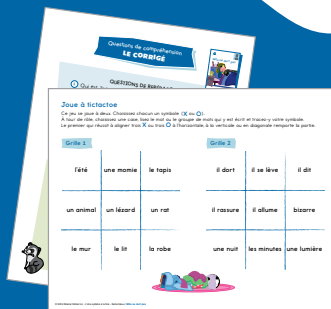 Questions de compréhension
LE CORRIGÉ
QUESTIONS DE
Joue à tictactoe
Ce jeu se joue à deux. Choisissez chacun un symbole (X ou O).
À tour de rôle, choisissez une case, lisez le mot ou le groupe de mots qui y est écrit et tracez-y votre symbole.
Le premier qui réussit à aligner trois X ou trois O à l'horizontale, à la verticale ou en diagonale remporte la partie.
Grille 1
Grille 2
l'été une momie le tapis
il dort il se lève il dit
un animal un lézard un rat
il rassure il allume bizarre
le mur le lit la robe
une nuit les minutes une lumière